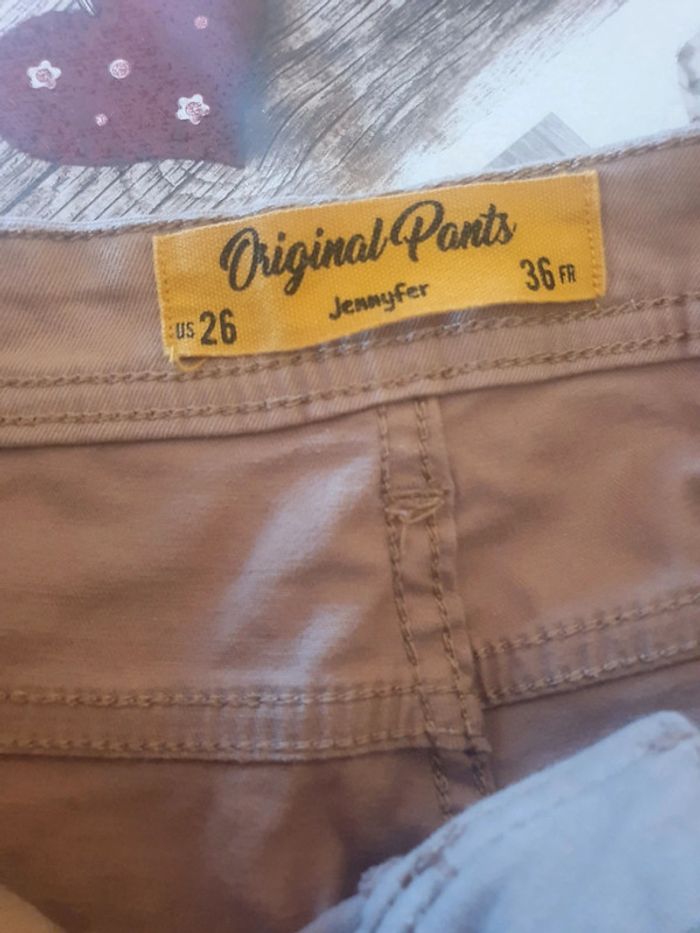 Original Pants
Jennyfer
US 26
36 FR